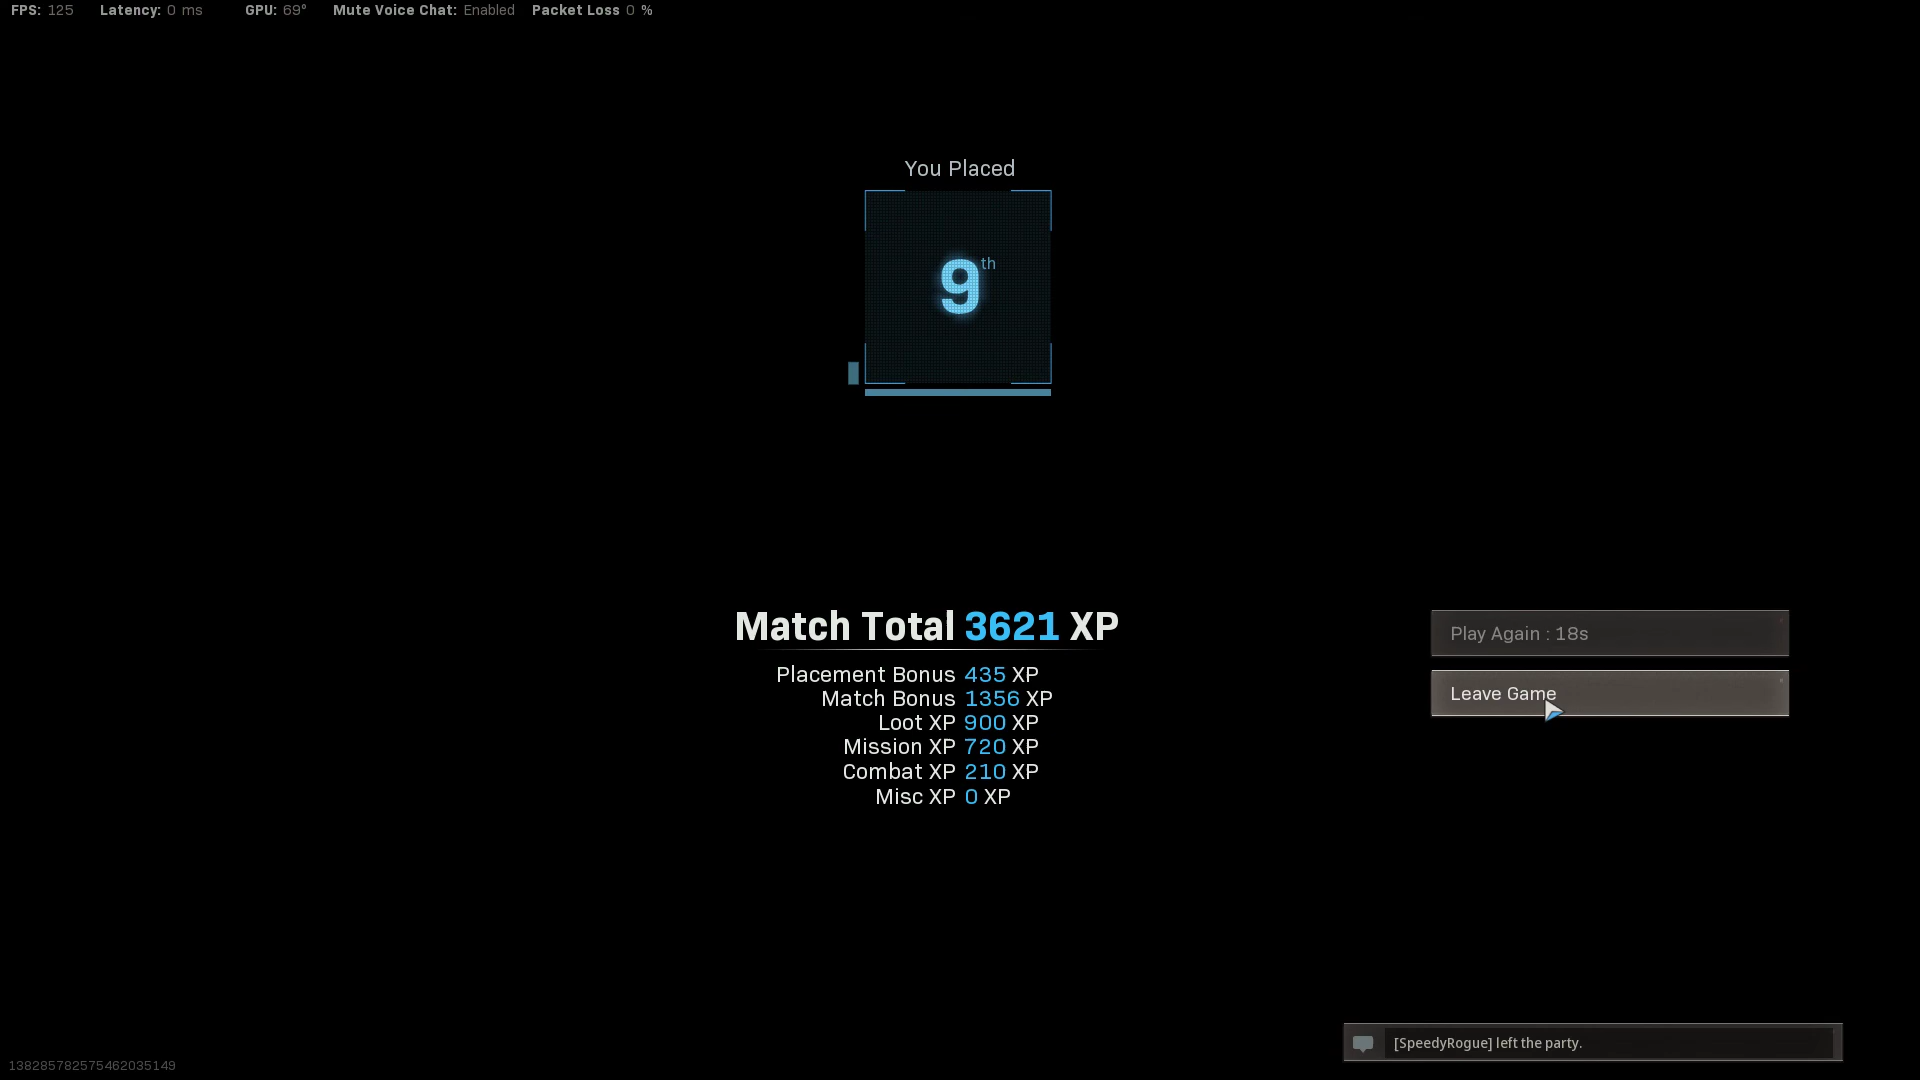 FPS: 125 Latency: 0 ms GPU: 69° Mute Voice Chat: Enabled Packet Loss 0 %
You Placed
9th
Match Total 3621 XP
Placement Bonus 435 XP
Match Bonus 1356 XP
Loot XP 900 XP
Mission XP 720 XP
Combat XP 210 XP
Misc XP 0 XP
Play Again : 18s
Leave Game
[SpeedyRogue] left the party.
138285782575462035149